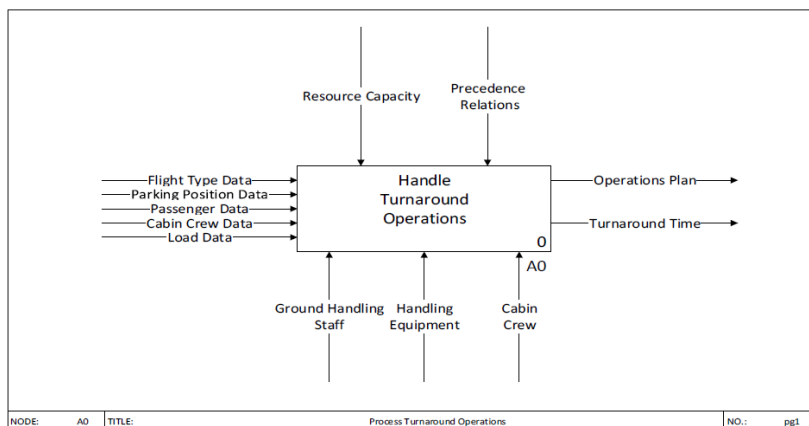 Resource Capacity
Precedence
Relations
Flight Type Data
Parking Position Data
Passenger Data
Cabin Crew Data
Load Data
Handle
Turnaround
Operations
0
A0
Operations Plan
Turnaround Time
Ground Handling
Staff
Handling
Equipment
Cabin
Crew
NODE: A0 TITLE: Process Turnaround Operations NO.: pg1